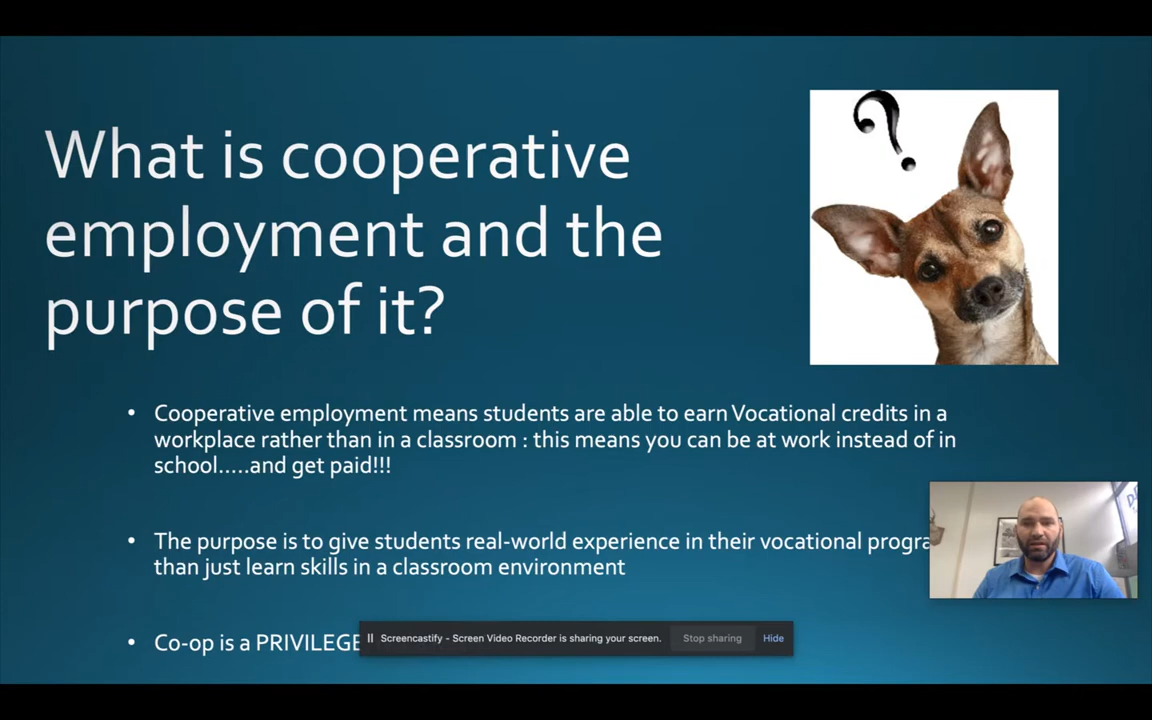 What is cooperative
employment and the
purpose of it?
?
• Cooperative employment means students are able to earn Vocational credits in a
workplace rather than in a classroom : this means you can be at work instead of in
school…..and get paid!!!
• The purpose is to give students real-world experience in their vocational progra
than just learn skills in a classroom environment
• Co-op is a PRIVILEGE
Screencastify - Screen Video Recorder is sharing your screen. Stop sharing Hide